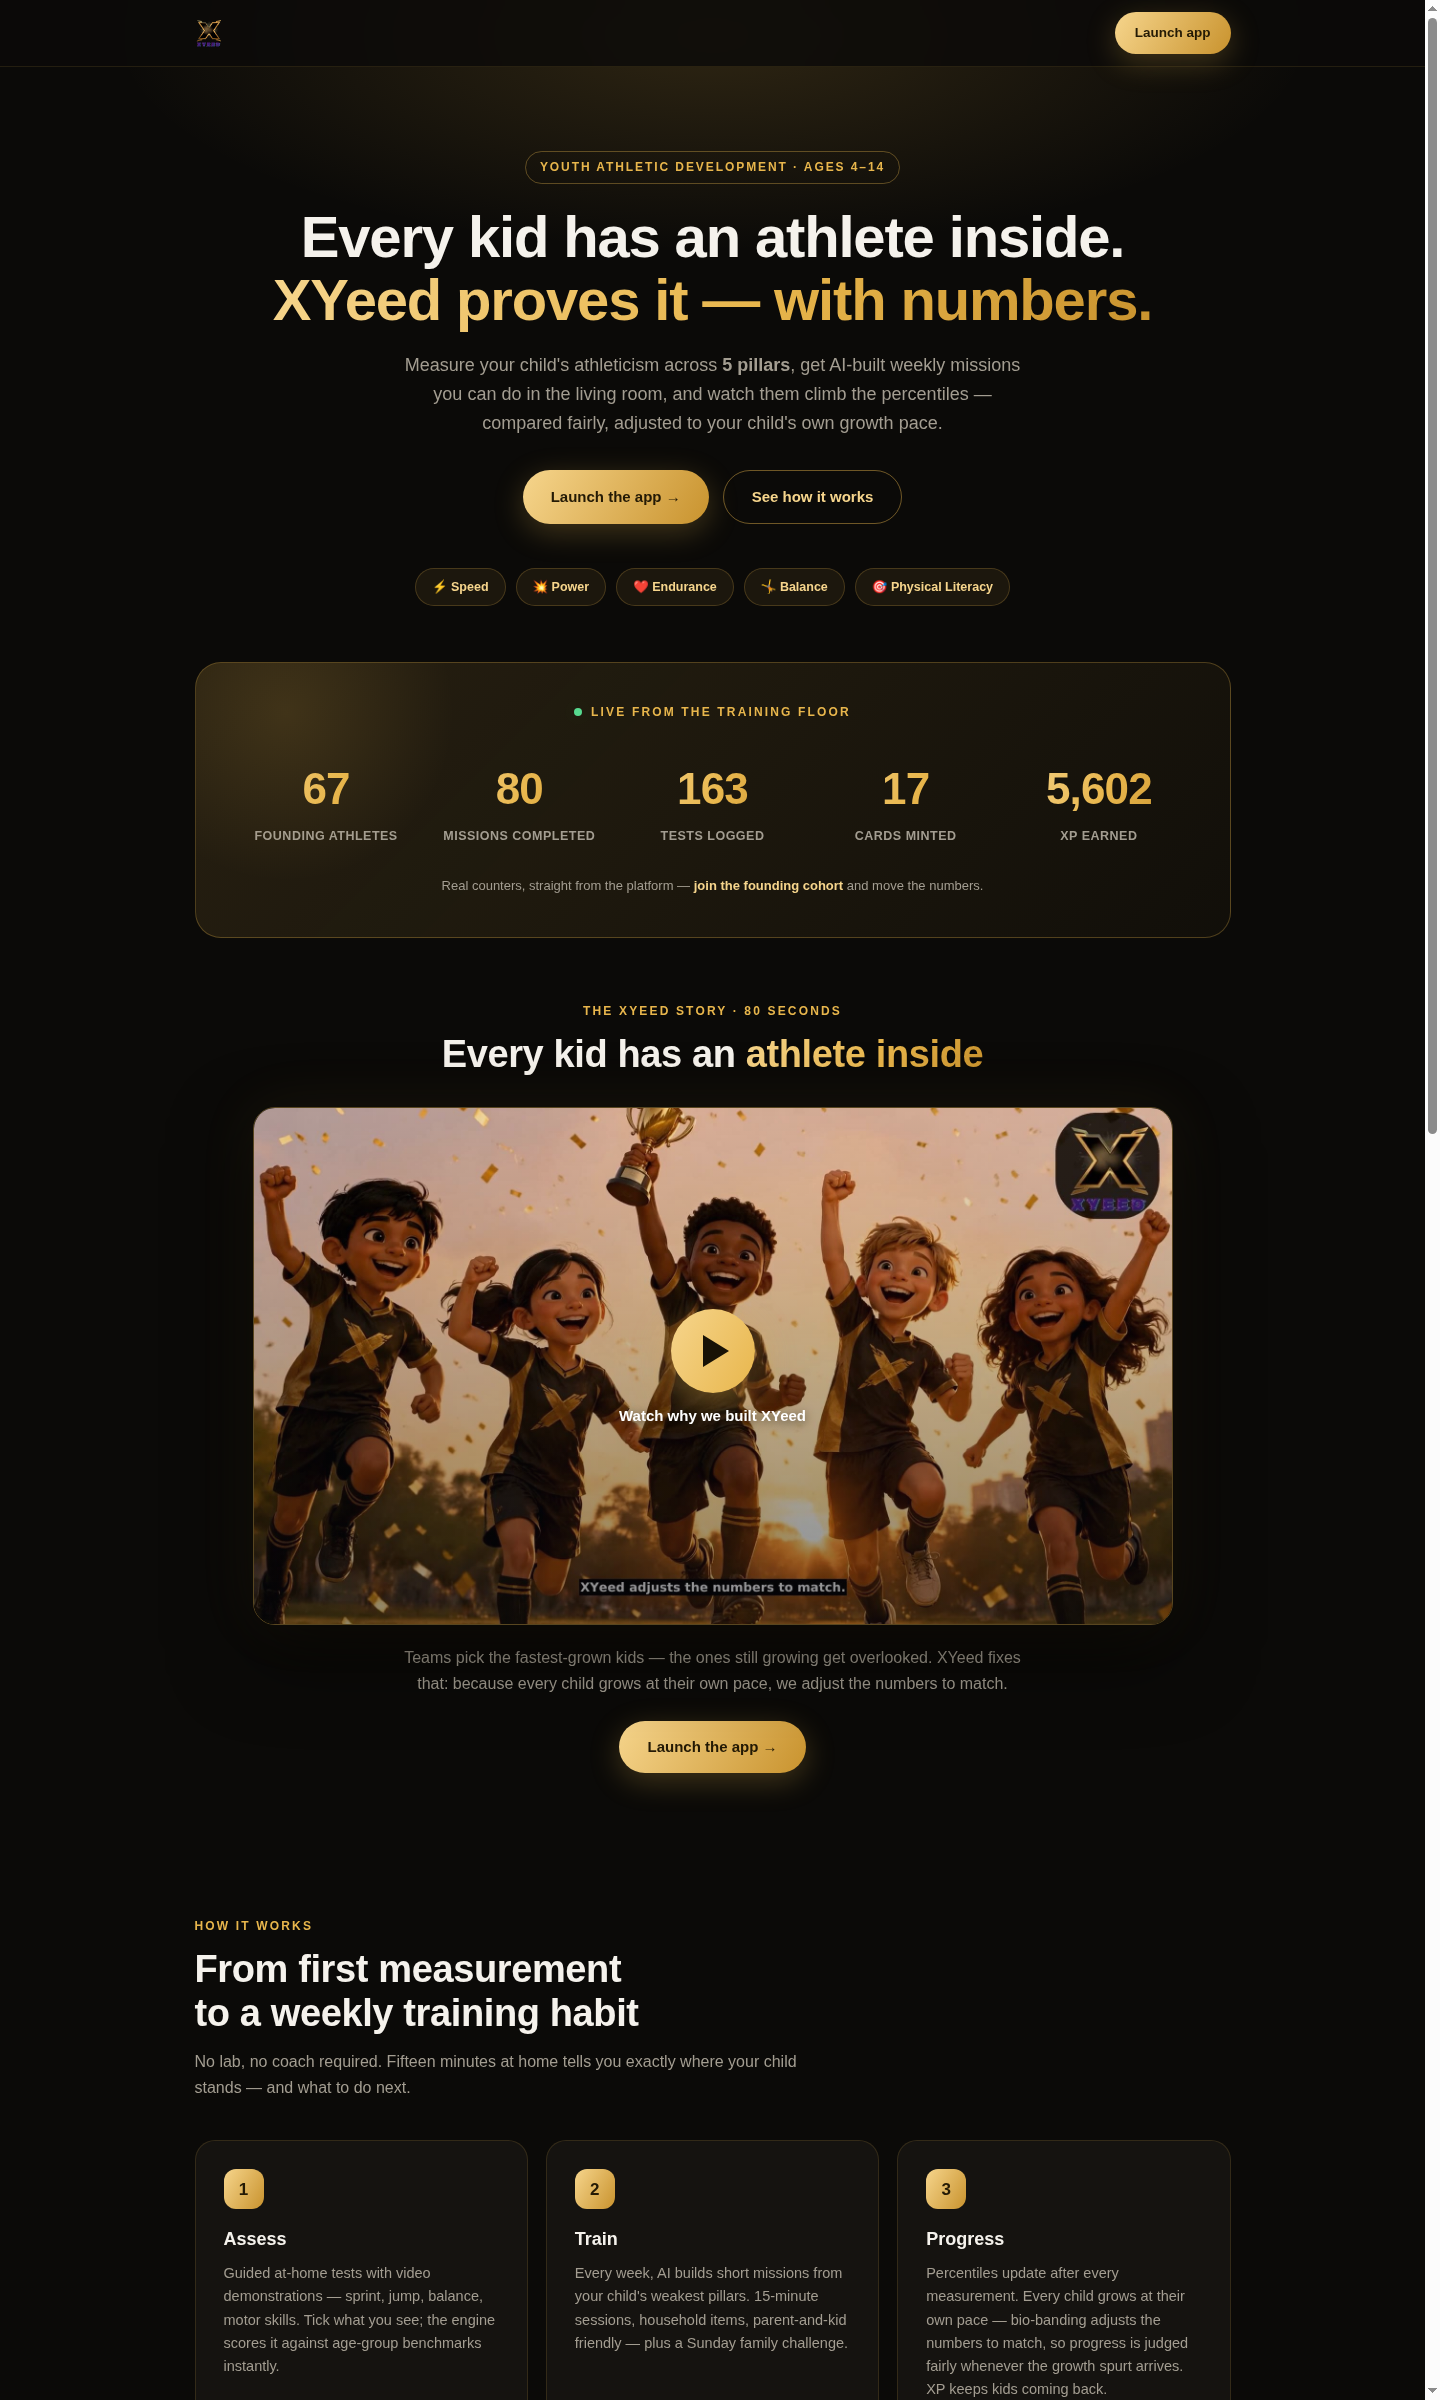 XYEED
Launch app
YOUTH ATHLETIC DEVELOPMENT · AGES 4–14
Every kid has an athlete inside.
XYeed proves it — with numbers.
Measure your child's athleticism across 5 pillars, get AI-built weekly missions
you can do in the living room, and watch them climb the percentiles —
compared fairly, adjusted to your child's own growth pace.
Launch the app →
See how it works
⚡ Speed
💥 Power
❤️ Endurance
🤸 Balance
🎯 Physical Literacy
LIVE FROM THE TRAINING FLOOR
67
80
163
17
5,602
FOUNDING ATHLETES
MISSIONS COMPLETED
TESTS LOGGED
CARDS MINTED
XP EARNED
Real counters, straight from the platform — join the founding cohort and move the numbers.
THE XYEED STORY · 80 SECONDS
Every kid has an athlete inside
X
XYEED
Watch why we built XYeed
XYeed adjusts the numbers to match.
Teams pick the fastest-grown kids — the ones still growing get overlooked. XYeed fixes
that: because every child grows at their own pace, we adjust the numbers to match.
Launch the app →
HOW IT WORKS
From first measurement
to a weekly training habit
No lab, no coach required. Fifteen minutes at home tells you exactly where your child
stands — and what to do next.
1
Assess
Guided at-home tests with video
demonstrations — sprint, jump, balance,
motor skills. Tick what you see; the engine
scores it against age-group benchmarks
instantly.
2
Train
Every week, AI builds short missions from
your child's weakest pillars. 15-minute
sessions, household items, parent-and-kid
friendly — plus a Sunday family challenge.
3
Progress
Percentiles update after every
measurement. Every child grows at their
own pace — bio-banding adjusts the
numbers to match, so progress is judged
fairly whenever the growth spurt arrives.
XP keeps kids coming back.